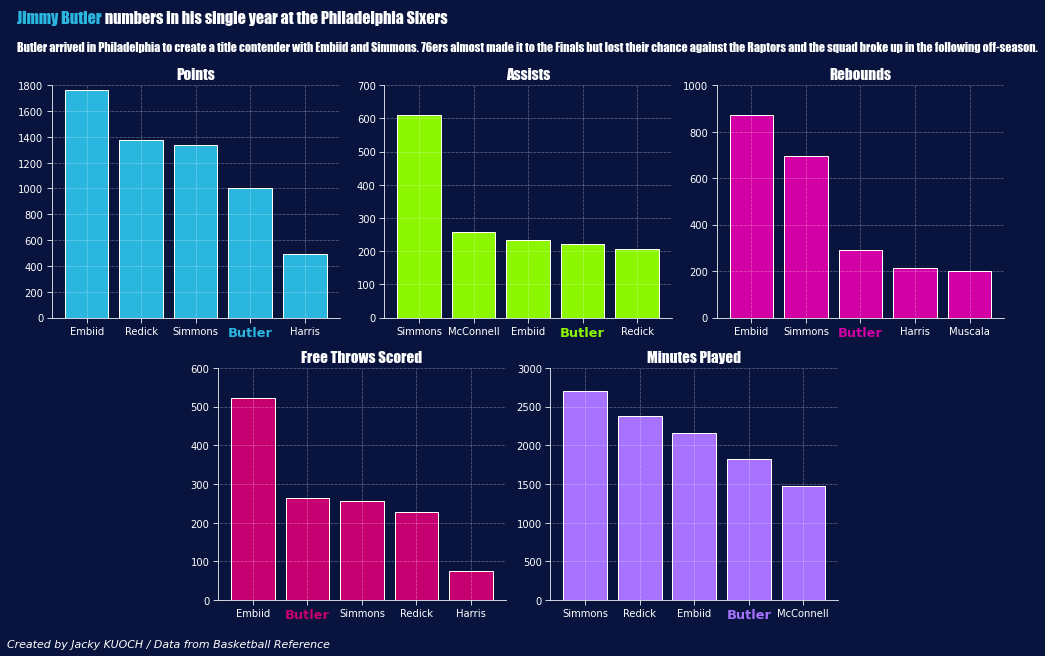 Jimmy Butler numbers in his single year at the Philadelphia Sixers
Butler arrived in Philadelphia to create a title contender with Embiid and Simmons. 76ers almost made it to the Finals but lost their chance against the Raptors and the squad broke up in the following off-season.
Points
1800
1600
1400
1200
1000
800
600
400
200
0
Embiid Redick Simmons Butler Harris
Assists
700
600
500
400
300
200
100
0
Simmons McConnell Embiid Butler Redick
Rebounds
1000
800
600
400
200
0
Embiid Simmons Butler Harris Muscala
Free Throws Scored
600
500
400
300
200
100
0
Embiid Butler Simmons Redick Harris
Minutes Played
3000
2500
2000
1500
1000
500
0
Simmons Redick Embiid Butler McConnell
Created by Jacky KUOCH / Data from Basketball Reference